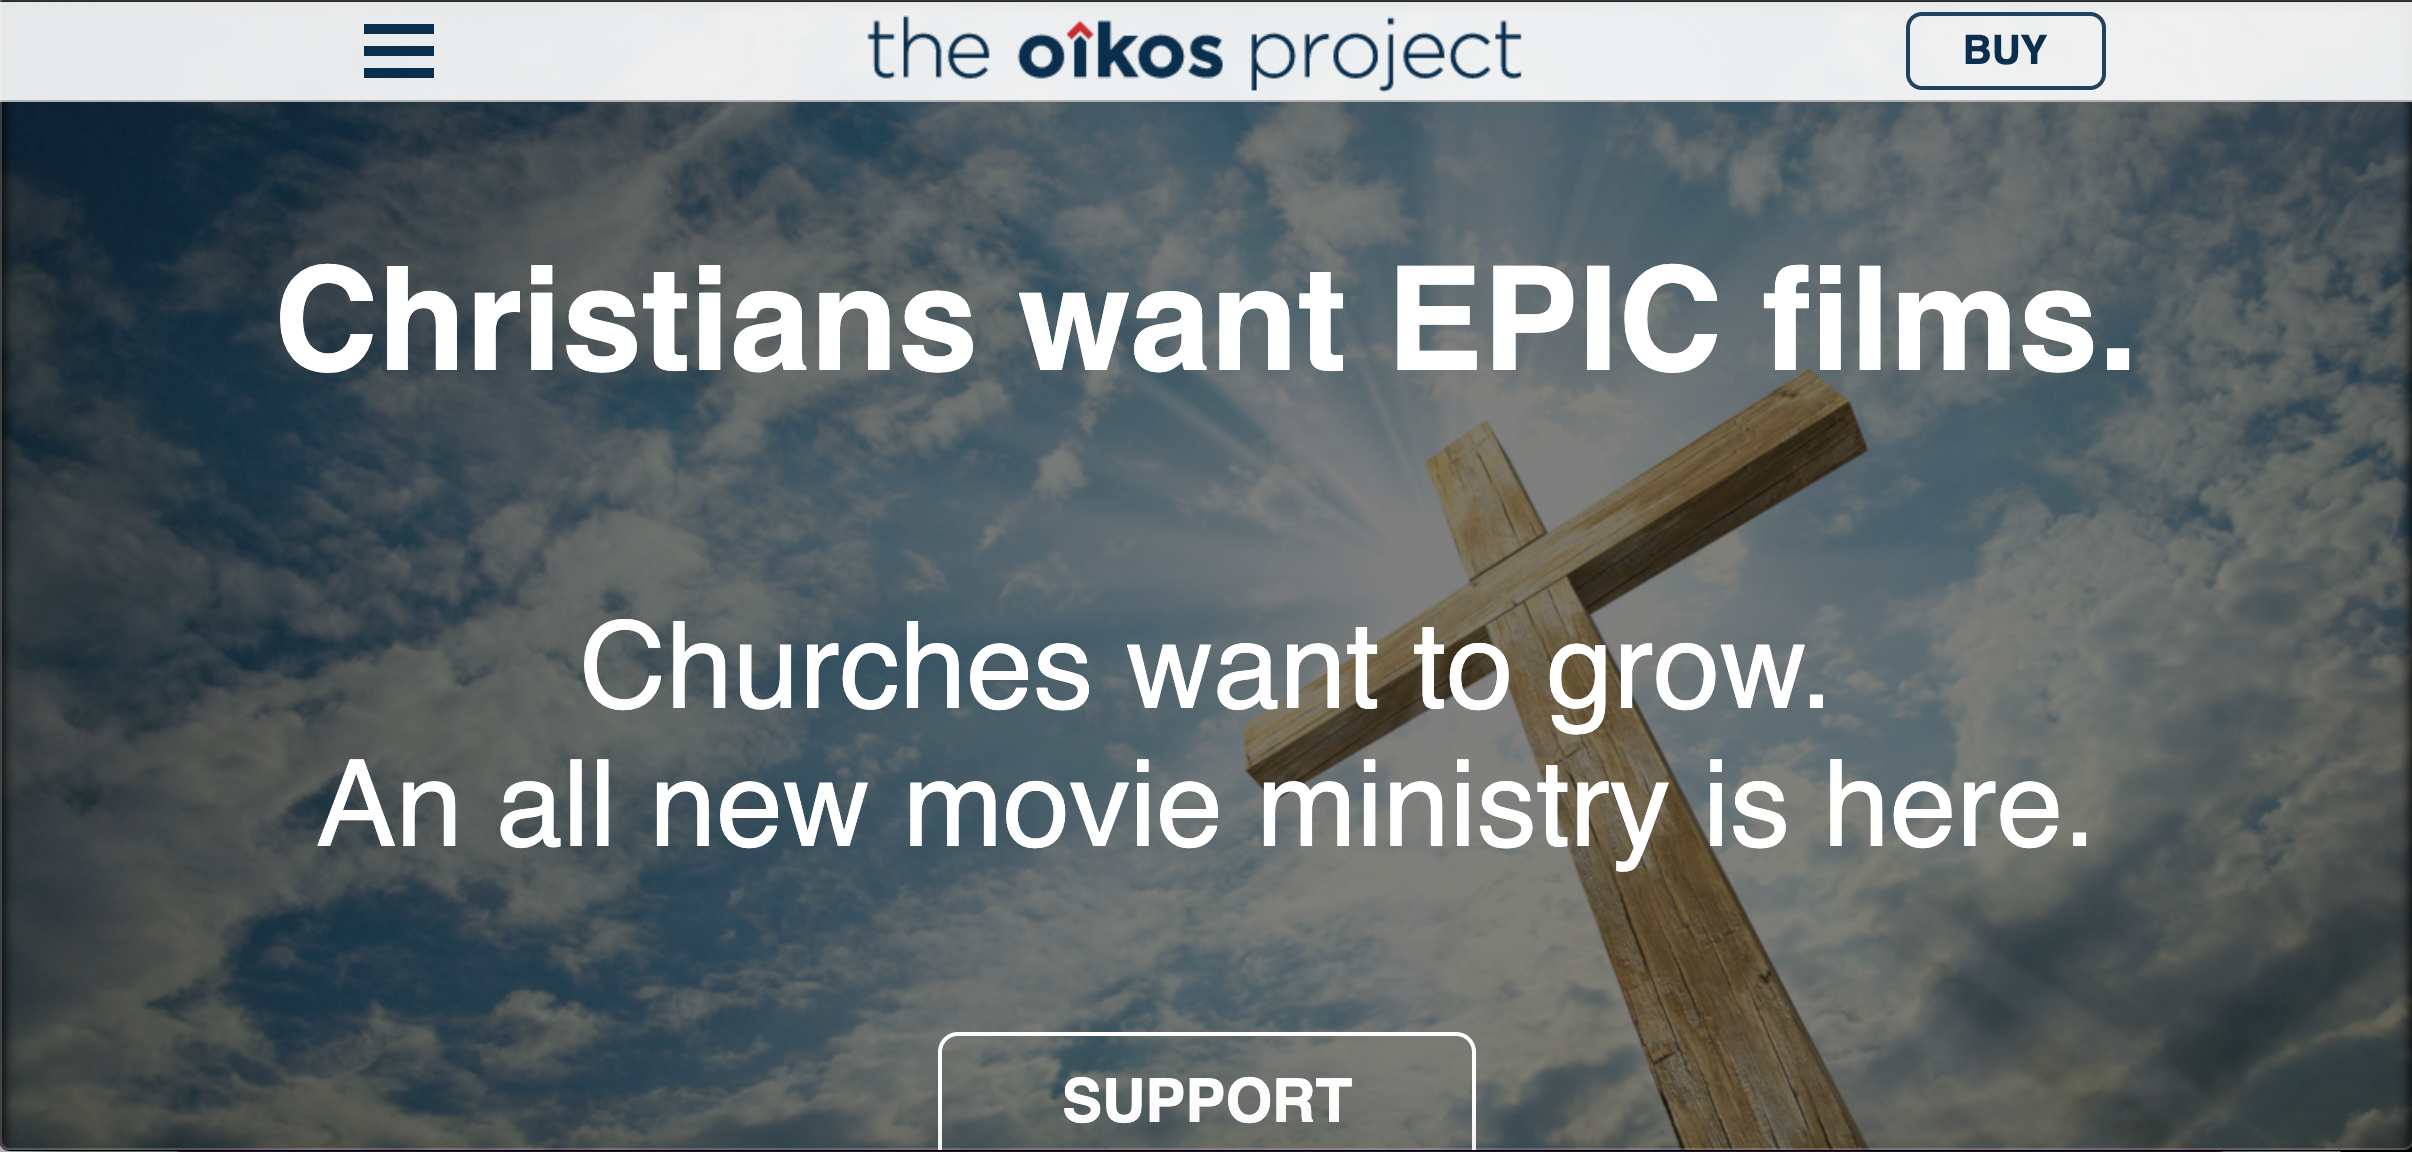 the oîkos project
BUY
Christians want EPIC films.
Churches want to grow.
An all new movie ministry is here.
SUPPORT